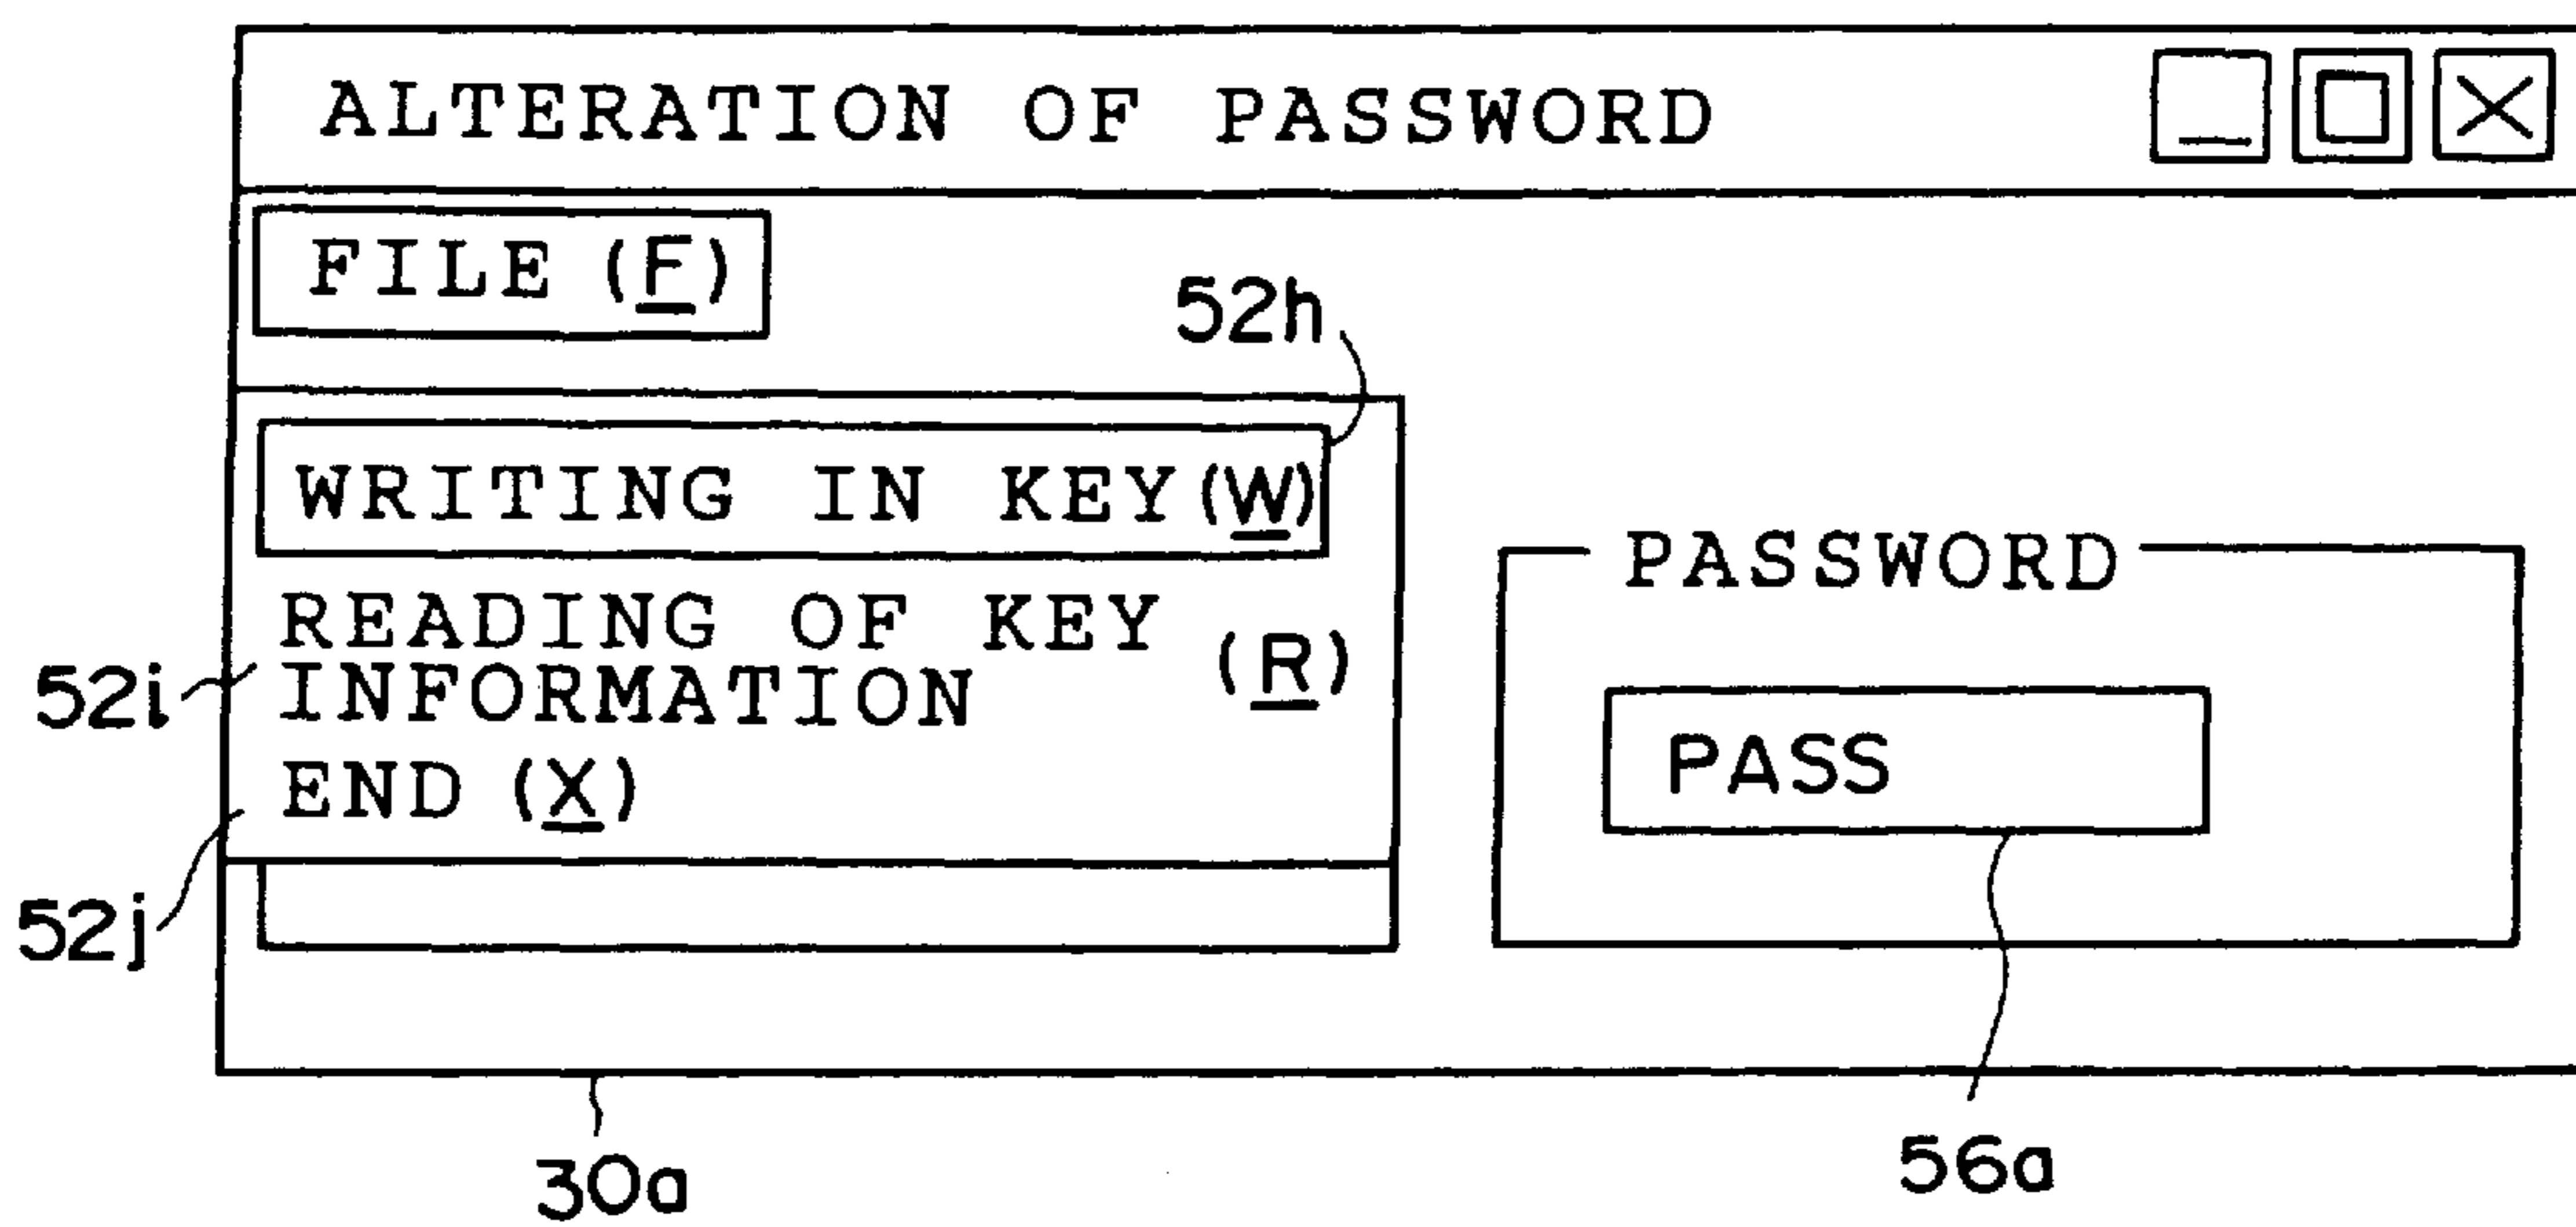 ALTERATION OF PASSWORD
FILE (F)
52h
WRITING IN KEY (W)
READING OF KEY
INFORMATION (R)
52i
END (X)
52j
PASSWORD
PASS
30a
56a